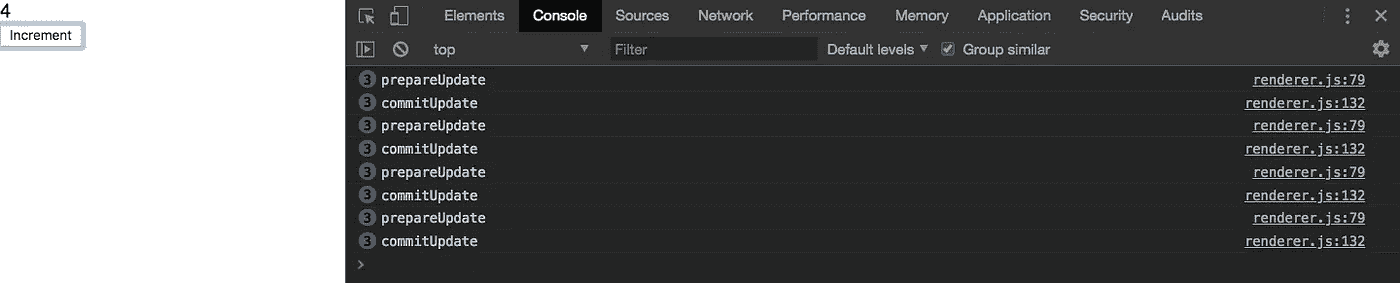 4
Increment
Elements Console Sources Network Performance Memory Application Security Audits
top Filter Default levels Group similar
3 prepareUpdate renderer.js:79
3 commitUpdate renderer.js:132
3 prepareUpdate renderer.js:79
3 commitUpdate renderer.js:132
3 prepareUpdate renderer.js:79
3 commitUpdate renderer.js:132
3 prepareUpdate renderer.js:79
3 commitUpdate renderer.js:132